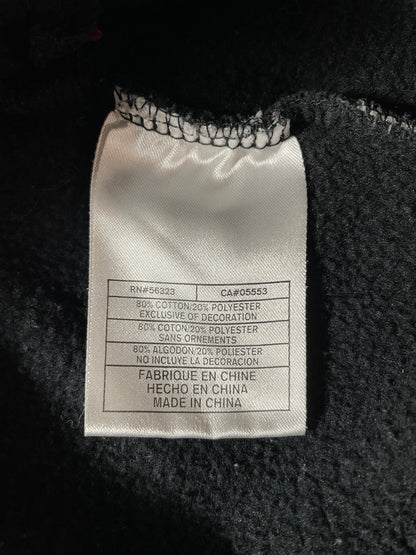 RN#56323 CA#05553
80% COTTON/20% POLYESTER
EXCLUSIVE OF DECORATION
80% COTON/20% POLYESTER
SANS ORNEMENTS
80% ALGODON/20% POLIESTER
NO INCLUYE LA DECORACION
FABRIQUE EN CHINE
HECHO EN CHINA
MADE IN CHINA